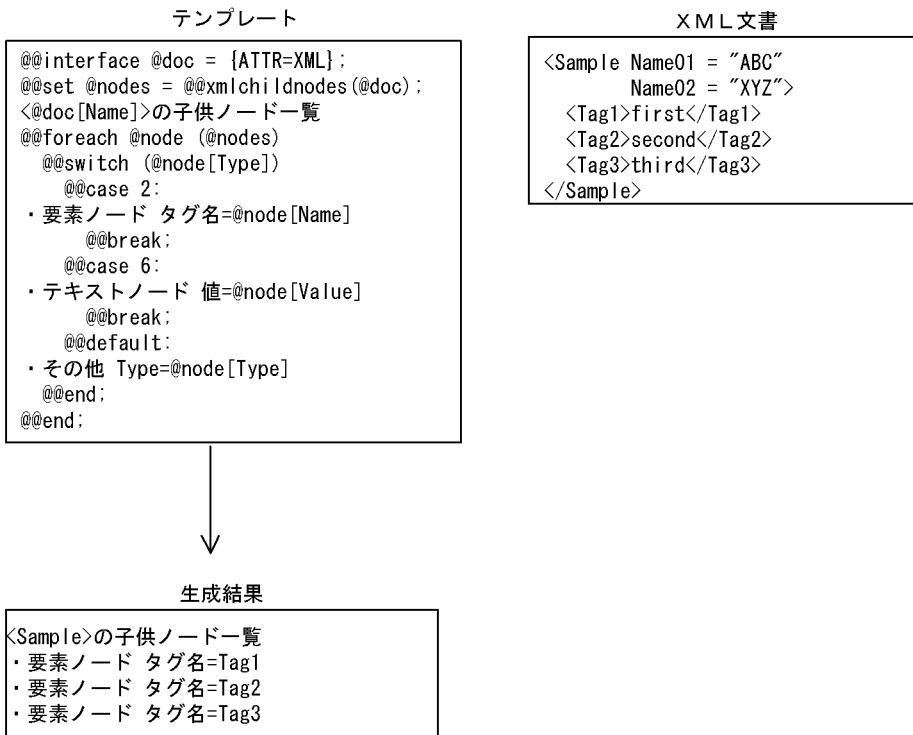 テンプレート
@@interface @doc = {ATTR=XML};
@@set @nodes = @@xmlchildnodes(@doc);
<@doc[Name]>の子供ノード一覧
@@foreach @node (@nodes)
@@switch (@node[Type])
@@case 2:
・要素ノード タグ名=@node[Name]
@@break;
@@case 6:
・テキストノード 値=@node[Value]
@@break;
@@default:
・その他 Type=@node[Type]
@@end;
@@end;
ＸＭＬ文書
<Sample Name01 = "ABC"
Name02 = "XYZ">
<Tag1>first</Tag1>
<Tag2>second</Tag2>
<Tag3>third</Tag3>
</Sample>
生成結果
<Sample>の子供ノード一覧
・要素ノード タグ名=Tag1
・要素ノード タグ名=Tag2
・要素ノード タグ名=Tag3